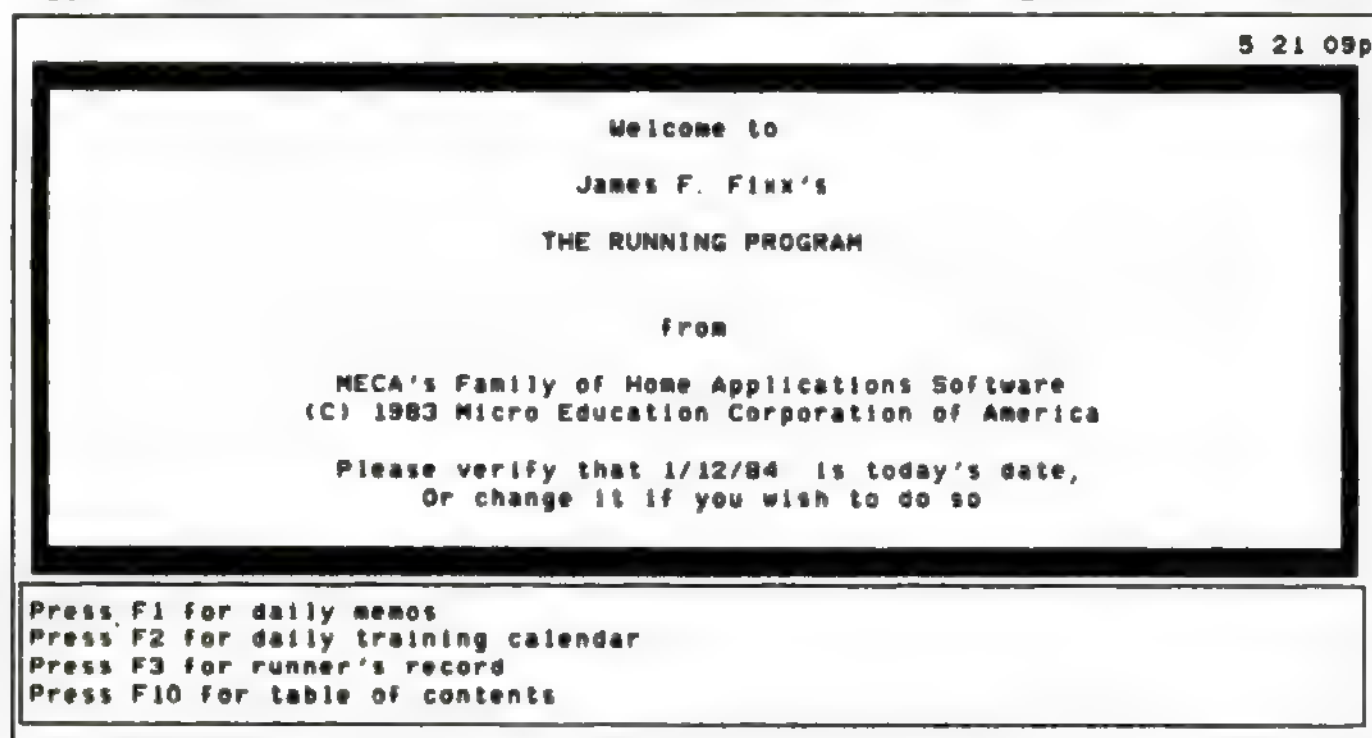 5 21 09p
Welcome to
James F. Fixx's
THE RUNNING PROGRAM
from
MECA's Family of Home Applications Software
(C) 1983 Micro Education Corporation of America
Please verify that 1/12/84 is today's date,
Or change it if you wish to do so
Press F1 for daily memos
Press F2 for daily training calendar
Press F3 for runner's record
Press F10 for table of contents